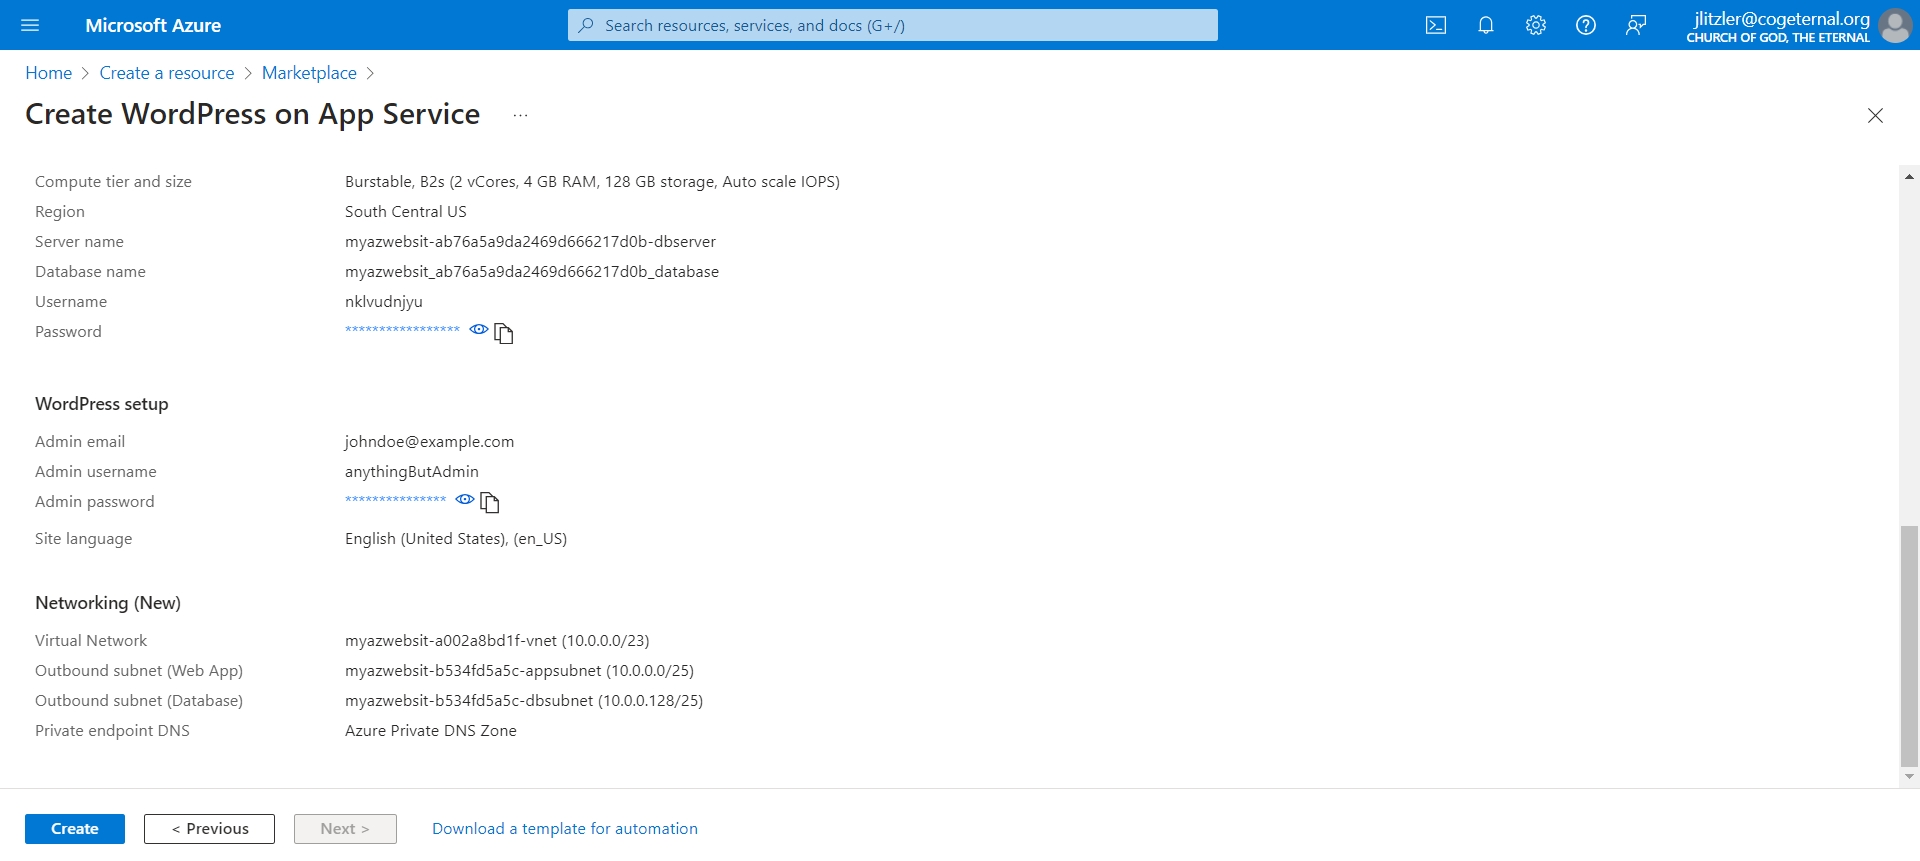 Microsoft Azure
Search resources, services, and docs (G+/)
jlitzler@cogeternal.org
CHURCH OF GOD, THE ETERNAL
Home > Create a resource > Marketplace >
Create WordPress on App Service ...
Compute tier and size Burstable, B2s (2 vCores, 4 GB RAM, 128 GB storage, Auto scale IOPS)
Region South Central US
Server name myazwebsit-ab76a5a9da2469d666217d0b-dbserver
Database name myazwebsit_ab76a5a9da2469d666217d0b_database
Username nklvudnjyu
Password *****************
WordPress setup
Admin email johndoe@example.com
Admin username anythingButAdmin
Admin password ***************
Site language English (United States), (en_US)
Networking (New)
Virtual Network myazwebsit-a002a8bd1f-vnet (10.0.0.0/23)
Outbound subnet (Web App) myazwebsit-b534fd5a5c-appsubnet (10.0.0.0/25)
Outbound subnet (Database) myazwebsit-b534fd5a5c-dbsubnet (10.0.0.128/25)
Private endpoint DNS Azure Private DNS Zone
Create < Previous Next > Download a template for automation